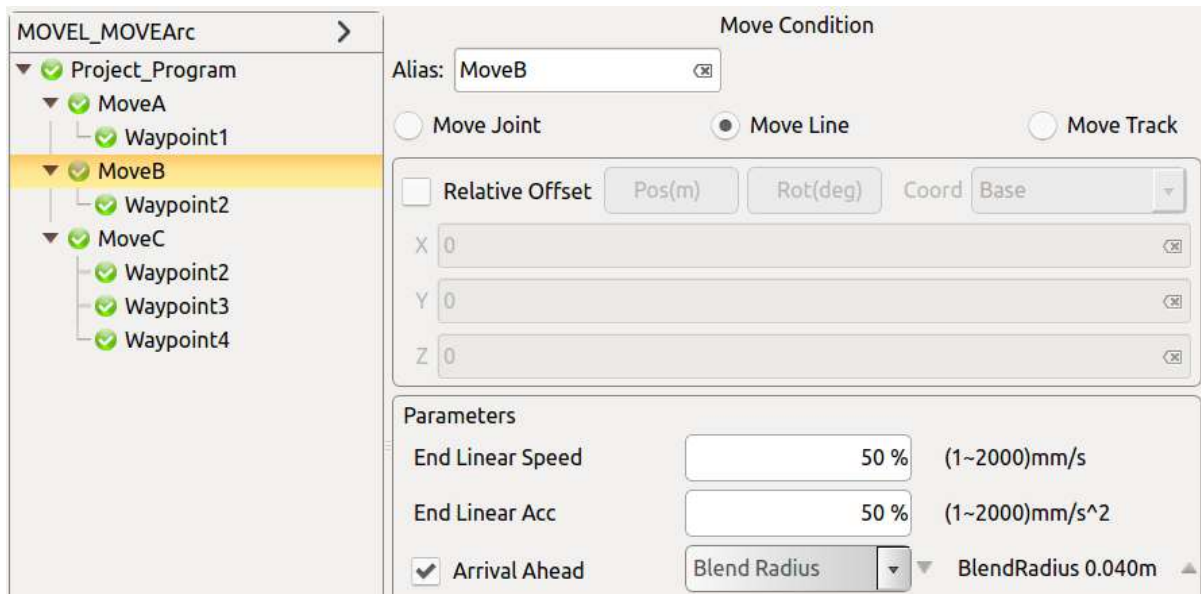 MOVEL_MOVEArc
Project_Program
MoveA
Waypoint1
MoveB
Waypoint2
MoveC
Waypoint2
Waypoint3
Waypoint4
Move Condition
Alias: MoveB
Move Joint Move Line Move Track
Relative Offset Pos(m) Rot(deg) Coord Base
X 0
Y 0
Z 0
Parameters
End Linear Speed 50 % (1~2000)mm/s
End Linear Acc 50 % (1~2000)mm/s^2
Arrival Ahead Blend Radius BlendRadius 0.040m